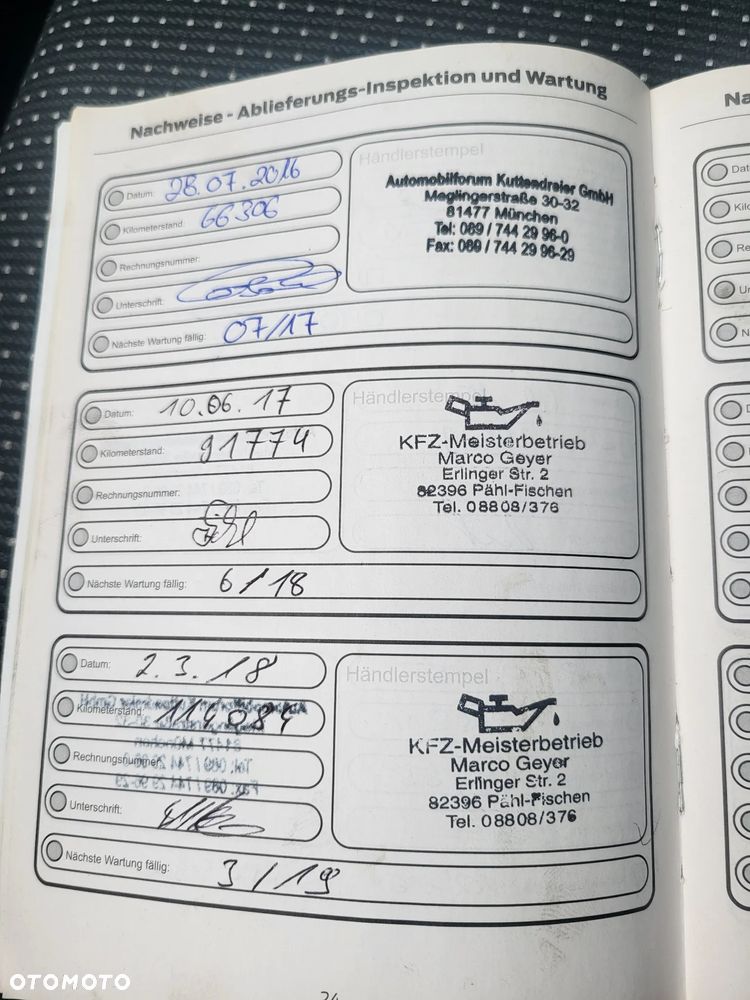 Nachweise - Ablieferungs-Inspektion und Wartung
Datum: 28.07.2016
Kilometerstand: 66306
Rechnungsnummer:
Unterschrift:
Nächste Wartung fällig: 07/17
Händlerstempel
Automobilforum Kuttendreier GmbH
Meglingerstraße 30-32
81477 München
Tel: 089 / 744 29 96-0
Fax: 089 / 744 29 96-29
Datum: 10.06.17
Kilometerstand: 91774
Rechnungsnummer:
Unterschrift:
Nächste Wartung fällig: 6/18
Händlerstempel
KFZ-Meisterbetrieb
Marco Geyer
Erlinger Str. 2
82396 Pähl-Fischen
Tel. 08808/376
Datum: 2.3.18
Kilometerstand: 114084
Rechnungsnummer:
Unterschrift:
Nächste Wartung fällig: 3/19
Händlerstempel
KFZ-Meisterbetrieb
Marco Geyer
Erlinger Str. 2
82396 Pähl-Fischen
Tel. 08808/376
Na
OTOMOTO